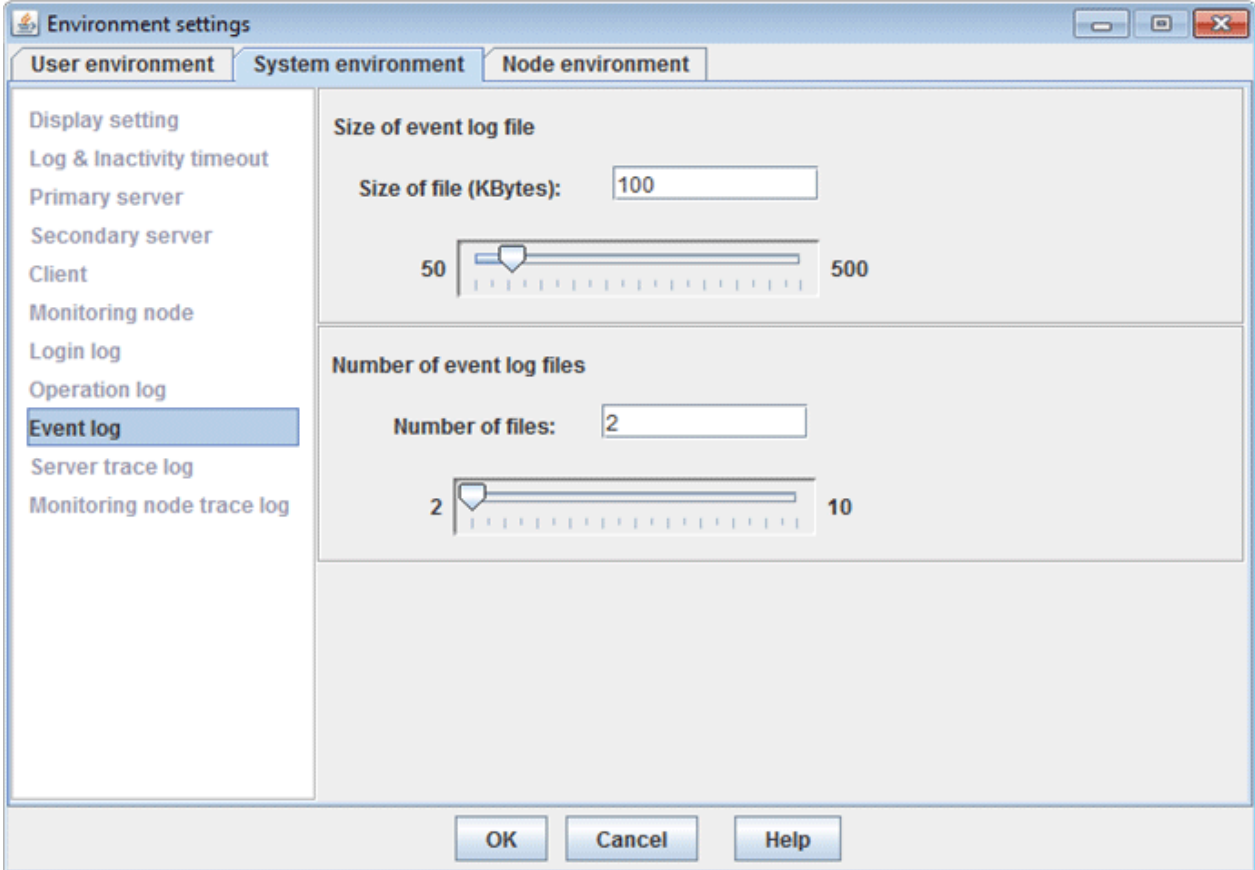 Environment settings
User environment System environment Node environment
Display setting
Log & Inactivity timeout
Primary server
Secondary server
Client
Monitoring node
Login log
Operation log
Event log
Server trace log
Monitoring node trace log
Size of event log file
Size of file (KBytes): 100
50 500
Number of event log files
Number of files: 2
2 10
OK Cancel Help